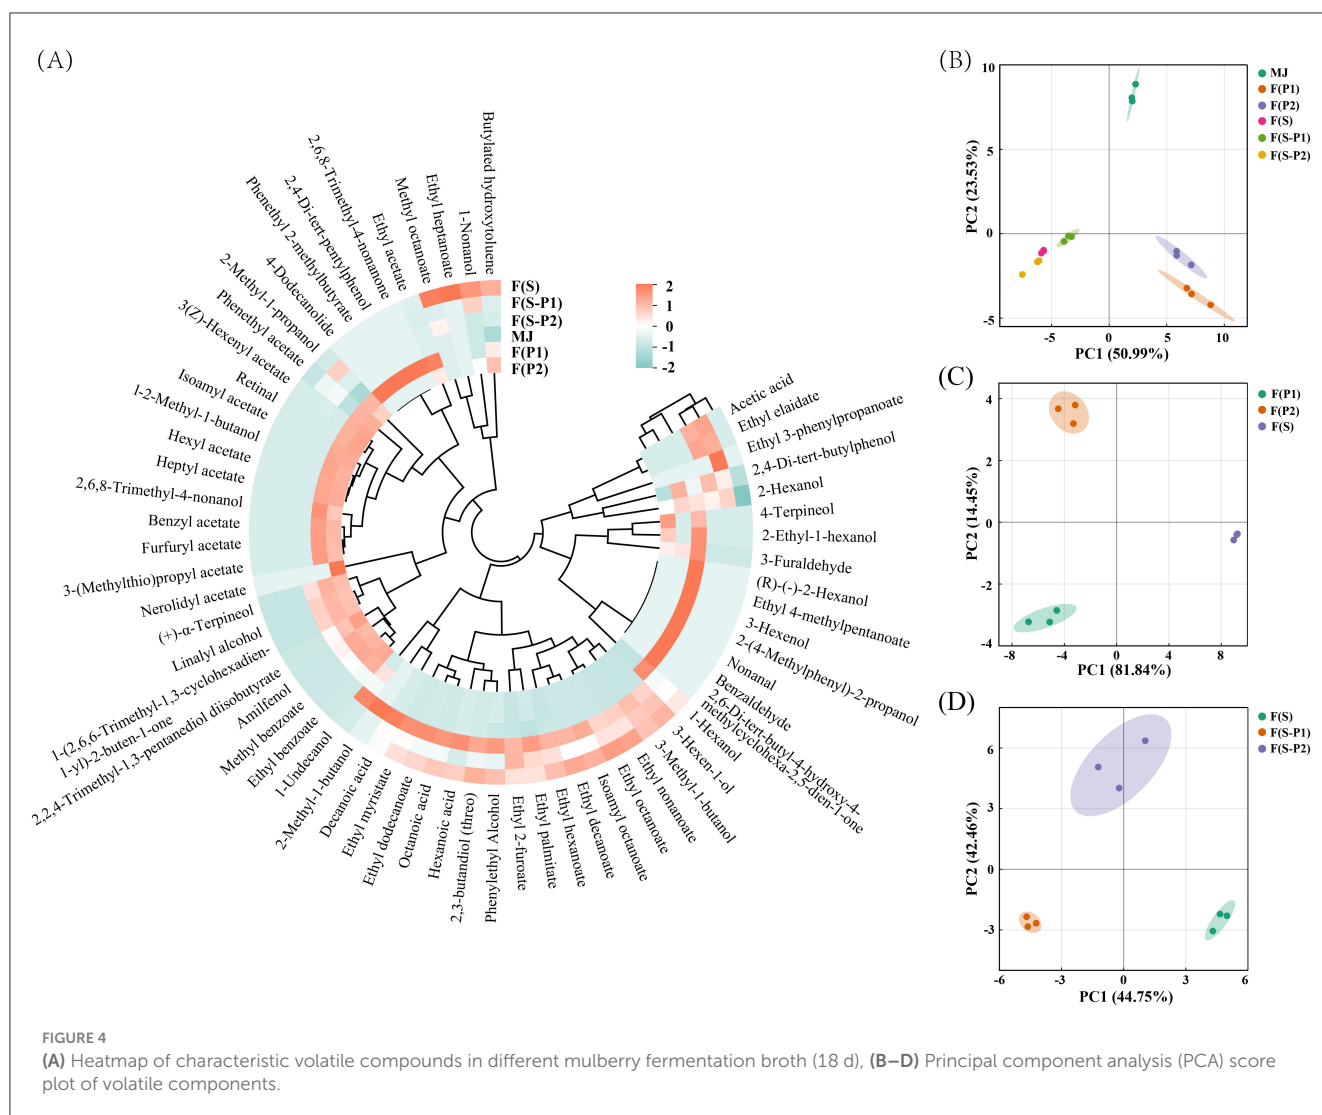 (A)
Butylated hydroxytoluene
1-Nonanol
Ethyl heptanoate
Methyl octanoate
Ethyl acetate
2,6,8-Trimethyl-4-nonanone
2,4-Di-tert-pentylphenol
Phenethyl 2-methylbutyrate
4-Dodecanolide
2-Methyl-1-propanol
Phenethyl acetate
3(Z)-Hexenyl acetate
Retinal
Isoamyl acetate
l-2-Methyl-1-butanol
Hexyl acetate
Heptyl acetate
2,6,8-Trimethyl-4-nonanol
Benzyl acetate
Furfuryl acetate
3-(Methylthio)propyl acetate
Nerolidyl acetate
(+)-α-Terpineol
Linalyl alcohol
1-(2,6,6-Trimethyl-1,3-cyclohexadien-
1-yl)-2-buten-1-one
2,2,4-Trimethyl-1,3-pentanediol diisobutyrate
Amilfenol
Methyl benzoate
Ethyl benzoate
1-Undecanol
2-Methyl-1-butanol
Decanoic acid
Ethyl myristate
Ethyl dodecanoate
Octanoic acid
Hexanoic acid
2,3-butandiol (threo)
Phenylethyl Alcohol
Ethyl 2-furoate
Ethyl palmitate
Ethyl hexanoate
Ethyl decanoate
Isoamyl octanoate
Ethyl octanoate
Ethyl nonanoate
3-Methyl-1-butanol
3-Hexen-1-ol
1-Hexanol
2,6-Di-tert-butyl-4-hydroxy-4-
methylcyclohexa-2,5-dien-1-one
Benzaldehyde
Nonanal
2-(4-Methylphenyl)-2-propanol
3-Hexenol
Ethyl 4-methylpentanoate
(R)-(-)-2-Hexanol
3-Furaldehyde
2-Ethyl-1-hexanol
4-Terpineol
2-Hexanol
2,4-Di-tert-butylphenol
Ethyl 3-phenylpropanoate
Ethyl elaidate
Acetic acid
F(S)
F(S-P1)
F(S-P2)
MJ
F(P1)
F(P2)
2
1
0
-1
-2
(B)
10
5
0
-5
PC2 (23.53%)
-5 0 5 10
PC1 (50.99%)
MJ
F(P1)
F(P2)
F(S)
F(S-P1)
F(S-P2)
(C)
4
2
0
-2
-4
PC2 (14.45%)
-8 -4 0 4 8
PC1 (81.84%)
F(P1)
F(P2)
F(S)
(D)
6
3
0
-3
PC2 (42.46%)
-6 -3 0 3 6
PC1 (44.75%)
F(S)
F(S-P1)
F(S-P2)
FIGURE 4
(A) Heatmap of characteristic volatile compounds in different mulberry fermentation broth (18 d), (B–D) Principal component analysis (PCA) score
plot of volatile components.